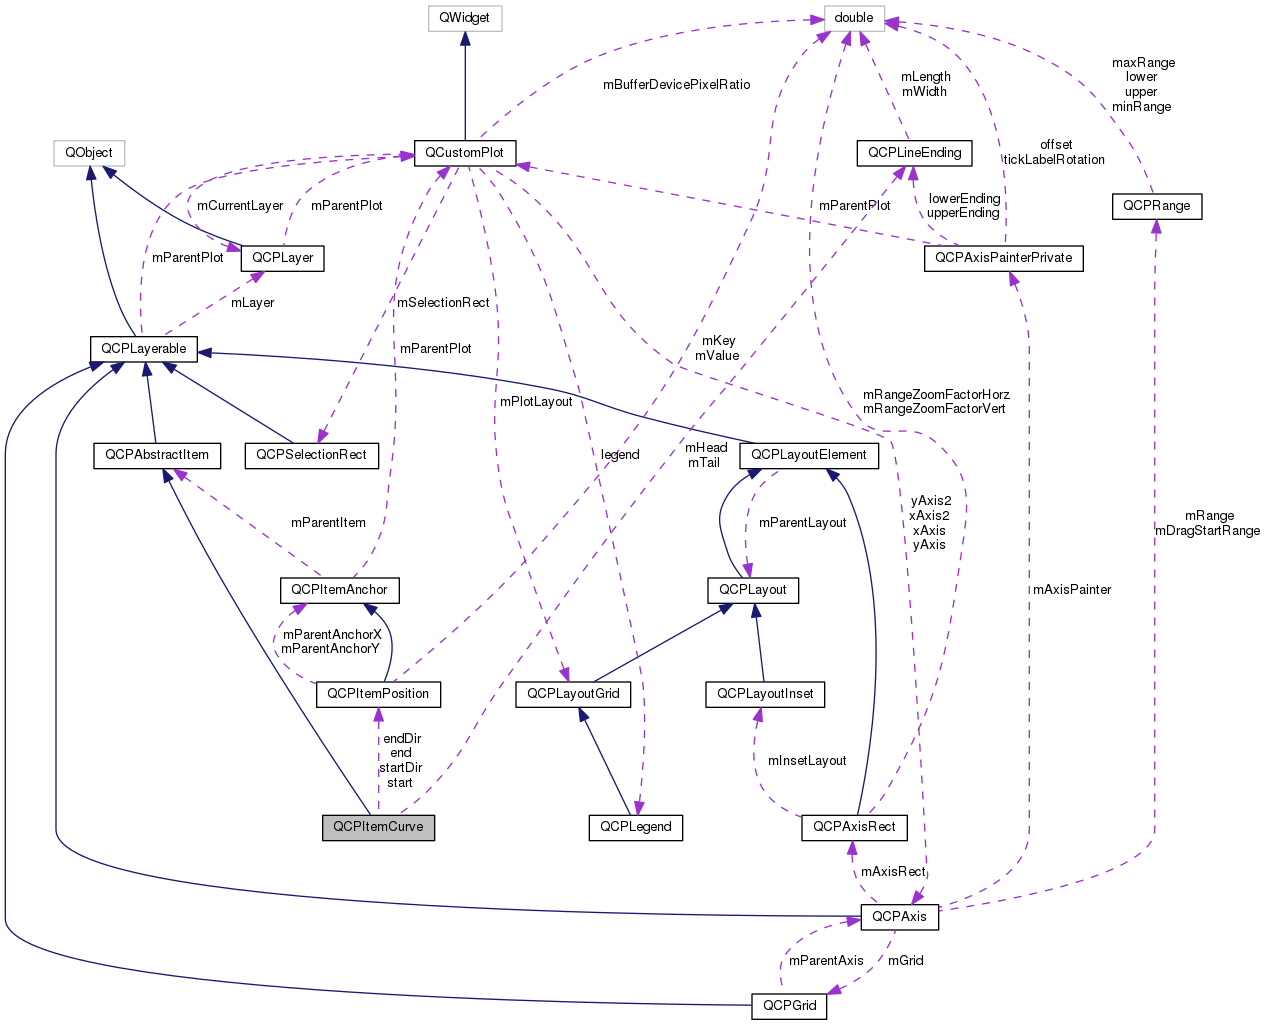 QWidget
double
maxRange
lower
upper
minRange
mBufferDevicePixelRatio
mLength
mWidth
QObject
QCustomPlot
QCPLineEnding
offset
tickLabelRotation
mCurrentLayer
mParentPlot
mParentPlot
lowerEnding
upperEnding
QCPRange
mParentPlot
QCPLayer
QCPAxisPainterPrivate
mLayer
mSelectionRect
QCPLayerable
mParentPlot
mKey
mValue
mPlotLayout
mRangeZoomFactorHorz
mRangeZoomFactorVert
QCPAbstractItem
QCPSelectionRect
legend
mHead
mTail
QCPLayoutElement
mParentItem
mParentLayout
yAxis2
xAxis2
xAxis
yAxis
mRange
mDragStartRange
QCPItemAnchor
QCPLayout
mAxisPainter
mParentAnchorX
mParentAnchorY
QCPItemPosition
QCPLayoutGrid
QCPLayoutInset
endDir
end
startDir
start
mInsetLayout
QCPItemCurve
QCPLegend
QCPAxisRect
mAxisRect
QCPAxis
mParentAxis
mGrid
QCPGrid